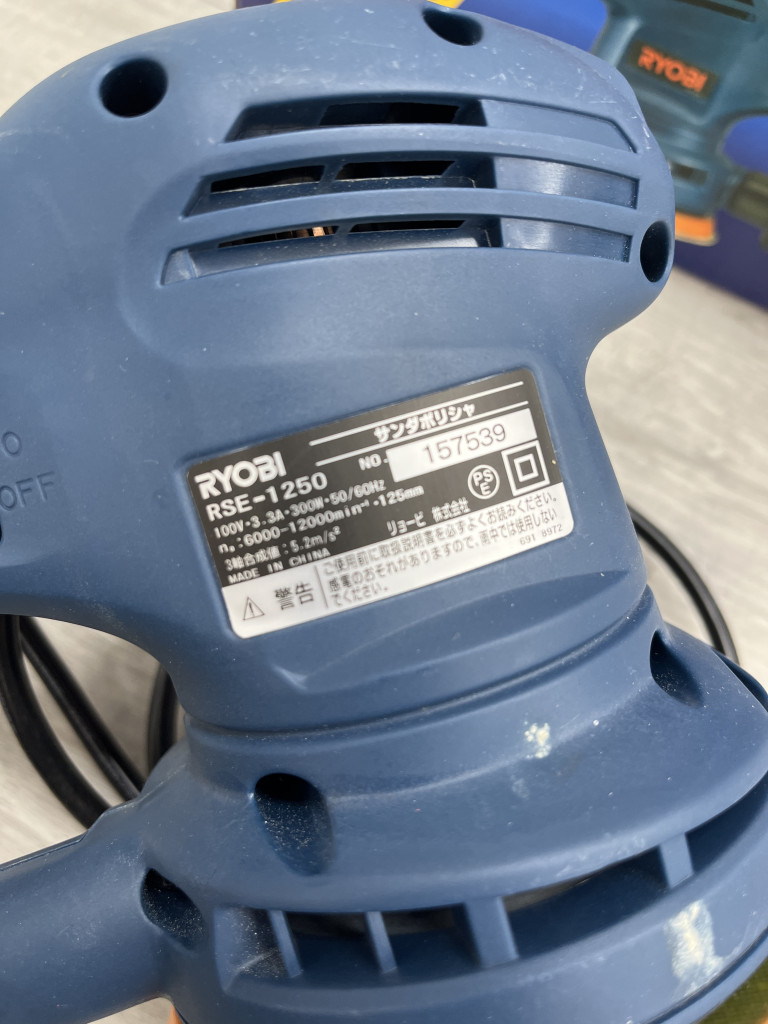 RYOBI
O
OFF
サンダポリシャ
RYOBI
NO. 157539
RSE-1250
100V・3.3A・300W・50/60Hz
n₀:6000-12000min⁻¹・125mm
3軸合成値:5.2m/s²
リョービ 株式会社
MADE IN CHINA
PS
E
警告
ご使用前に取扱説明書を必ずよくお読みください。
感電のおそれがありますので、雨中では使用しない
でください。
691 8972